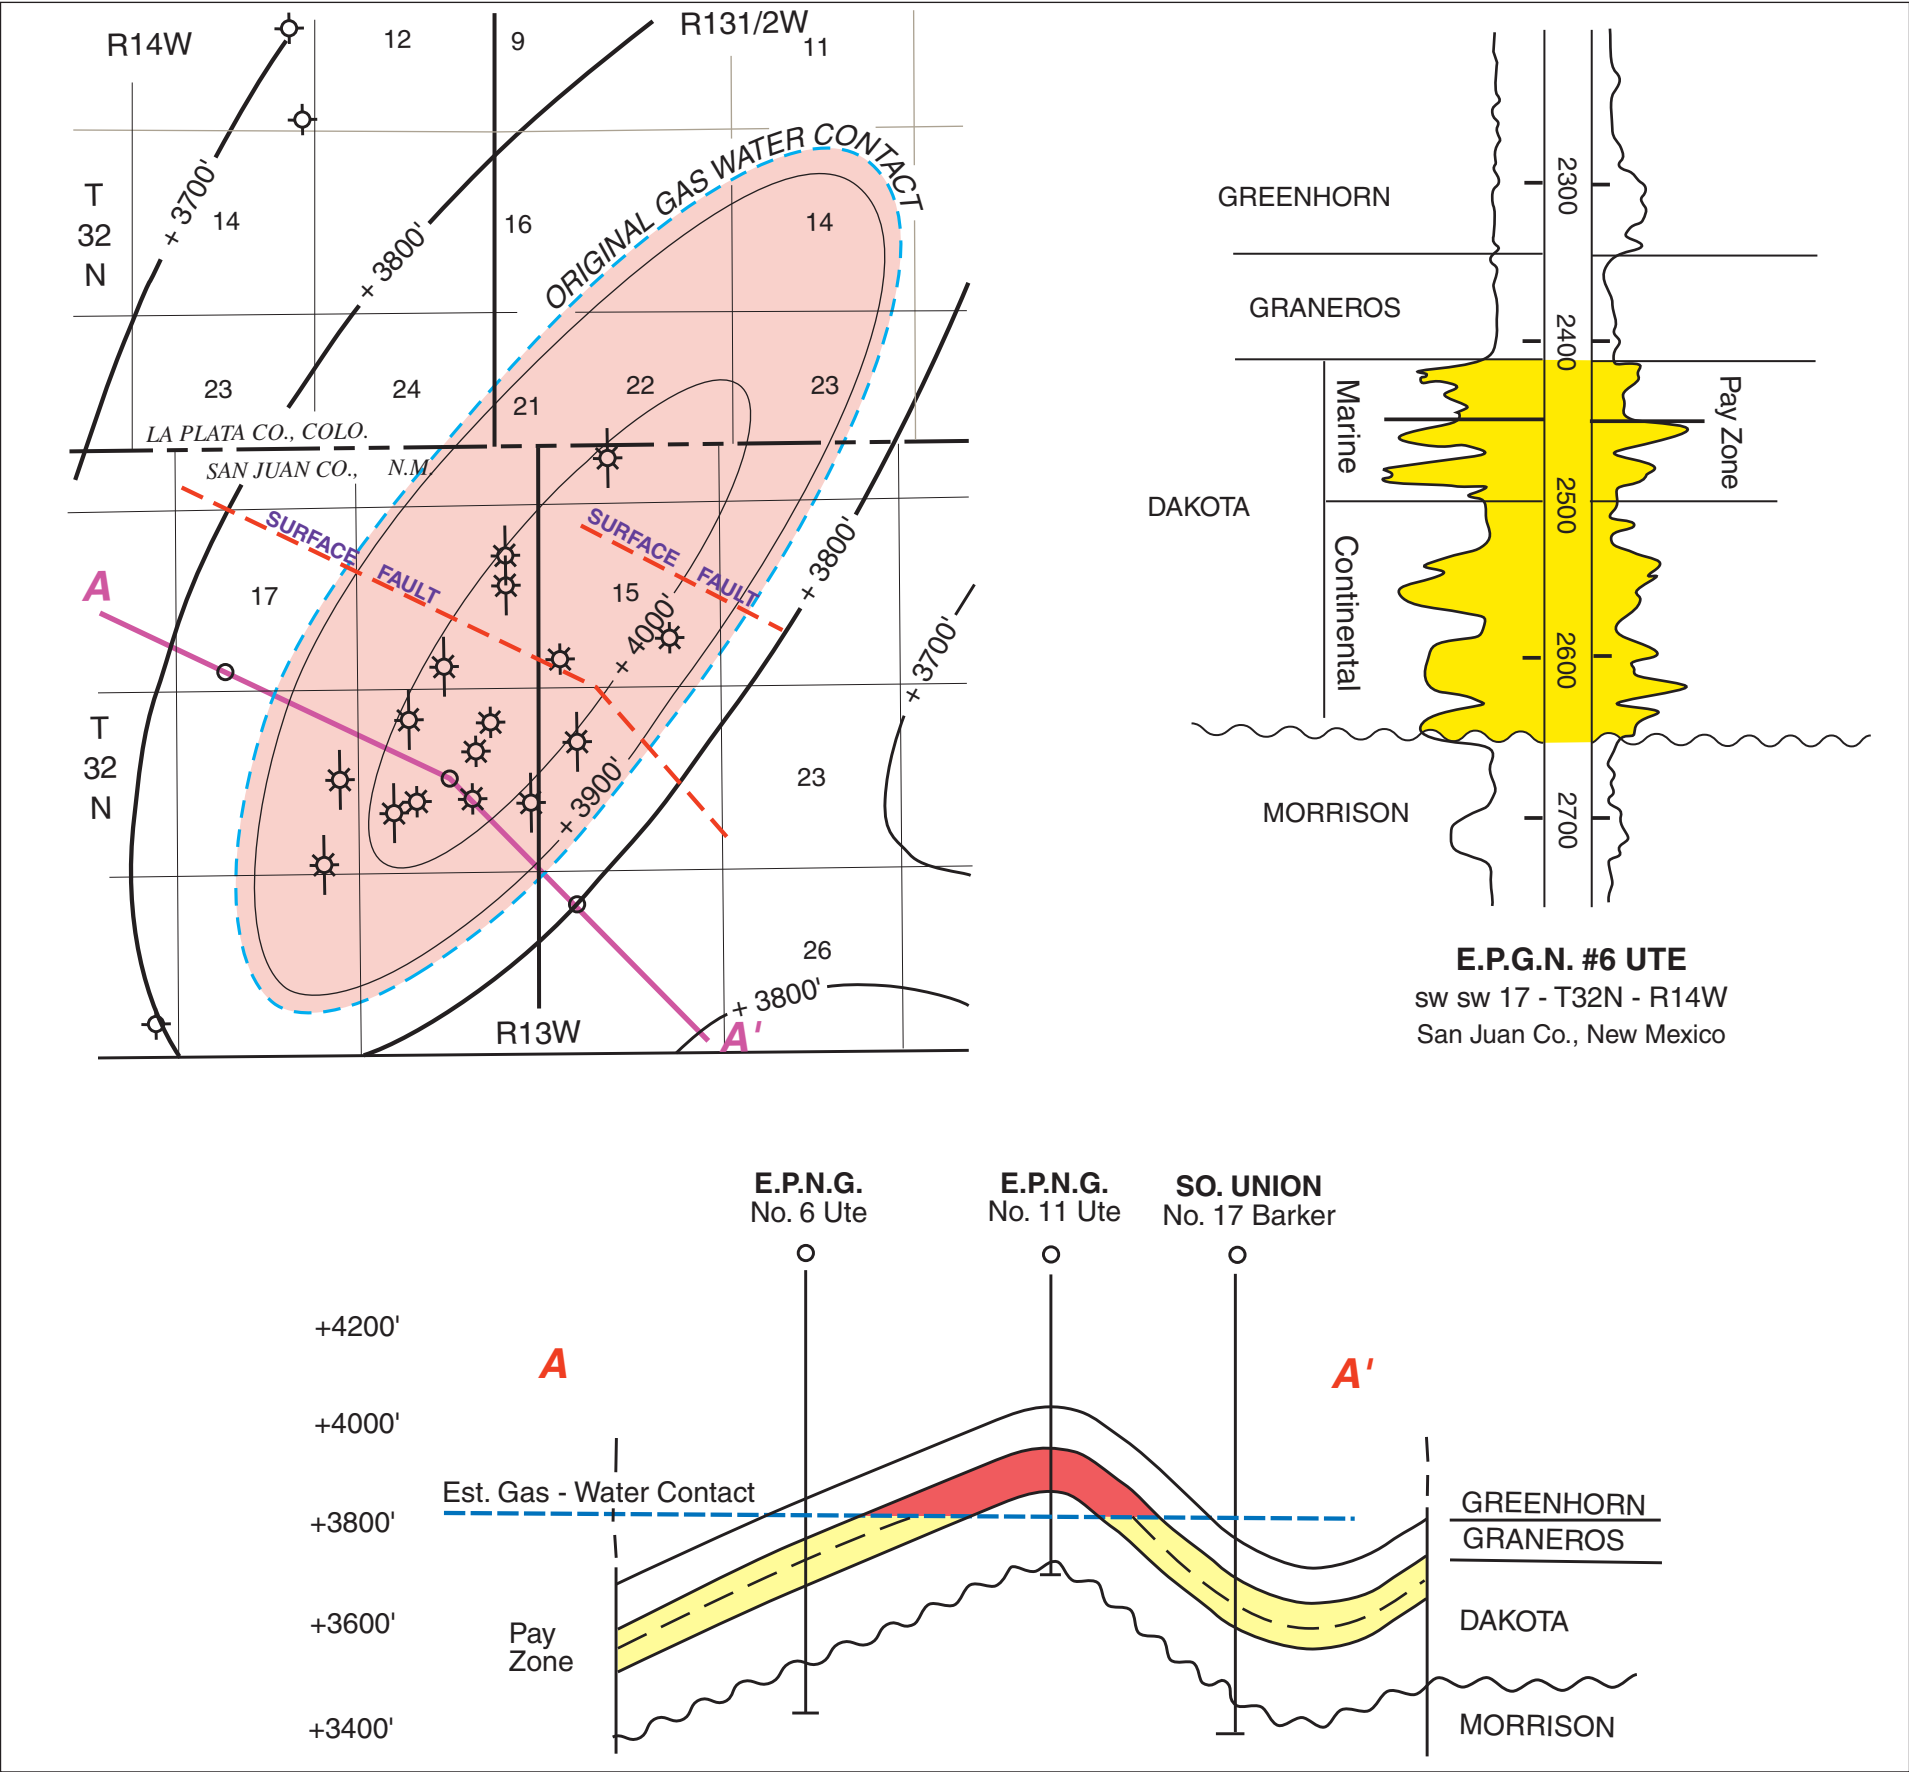 R14W
12
9
R131/2W
11
ORIGINAL GAS WATER CONTACT
+ 3700'
T
32
N
14
16
14
+ 3800'
23
24
21
22
23
LA PLATA CO., COLO.
SAN JUAN CO., N.M.
SURFACE FAULT
SURFACE FAULT
+ 3800'
A
17
15
+ 4000'
+ 3700'
T
32
N
+ 3900'
23
26
+ 3800'
R13W
A'
GREENHORN
2300
GRANEROS
2400
Marine
Pay Zone
DAKOTA
2500
Continental
2600
MORRISON
2700
E.P.G.N. #6 UTE
sw sw 17 - T32N - R14W
San Juan Co., New Mexico
E.P.N.G.
No. 6 Ute
E.P.N.G.
No. 11 Ute
SO. UNION
No. 17 Barker
+4200'
A
A'
+4000'
Est. Gas - Water Contact
+3800'
GREENHORN
GRANEROS
+3600'
Pay
Zone
DAKOTA
+3400'
MORRISON